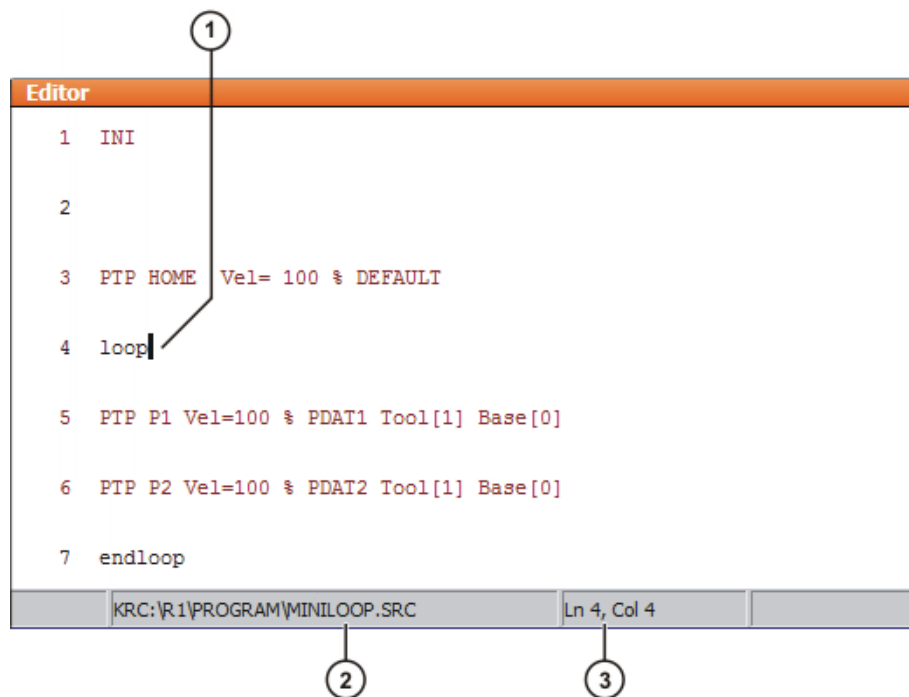 1
Editor
1 INI
2
3 PTP HOME  Vel= 100 % DEFAULT
4 loop
5 PTP P1 Vel=100 % PDAT1 Tool[1] Base[0]
6 PTP P2 Vel=100 % PDAT2 Tool[1] Base[0]
7 endloop
KRC:\R1\PROGRAM\MINILOOP.SRC Ln 4, Col 4
2 3